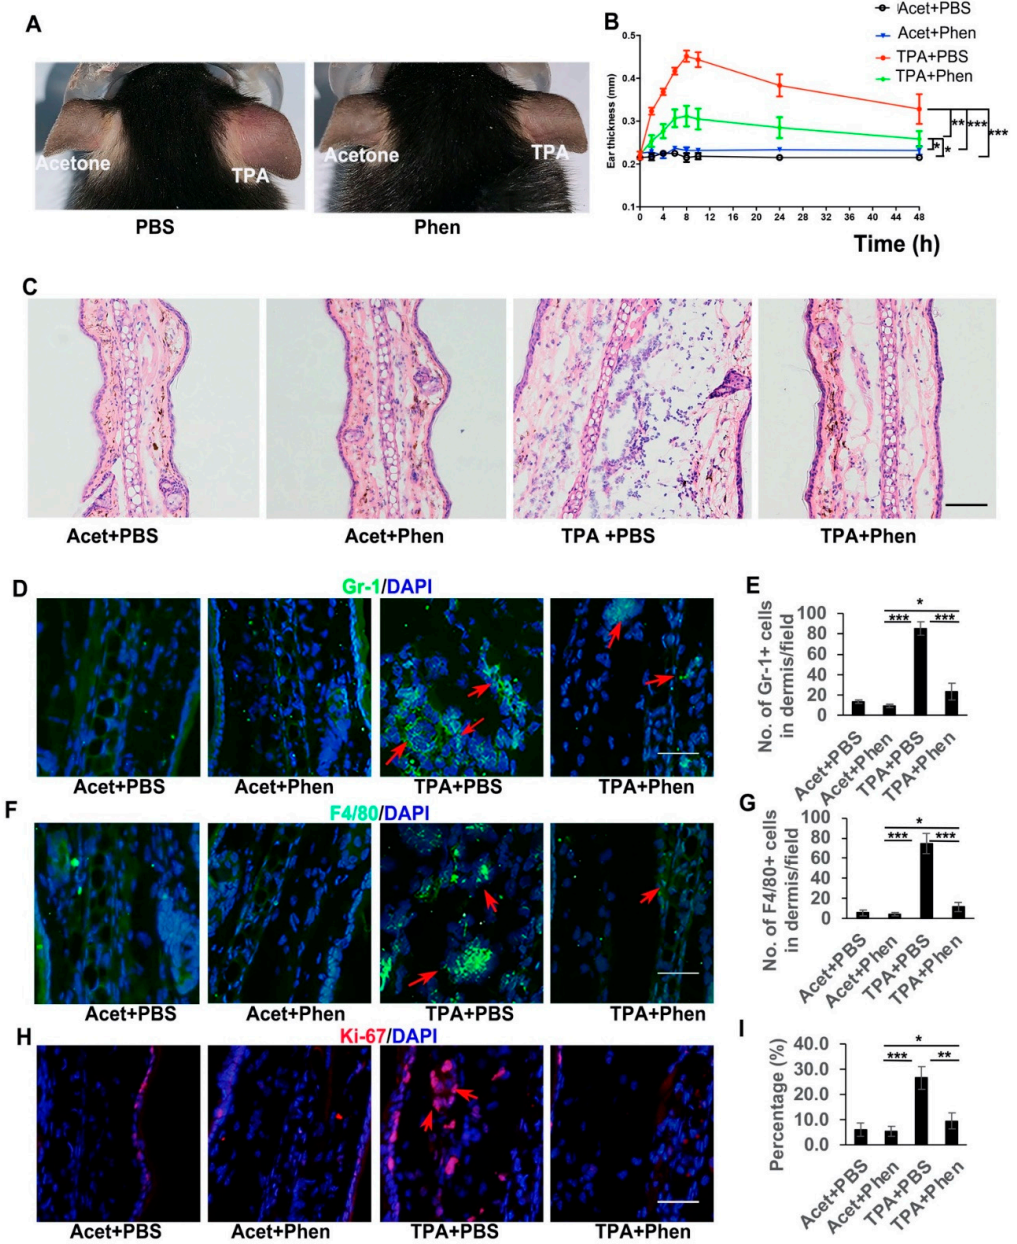 A
Acetone
TPA
Acetone
TPA
PBS
Phen
B
Acet+PBS
Acet+Phen
TPA+PBS
TPA+Phen
Ear thickness (mm)
0.5
0.4
0.3
0.2
0.1
0 2 4 8 12 16 20 24 28 32 36 40 44 48
Time (h)
** *** ***
* *
C
Acet+PBS
Acet+Phen
TPA +PBS
TPA+Phen
D
Gr-1/DAPI
Acet+PBS
Acet+Phen
TPA+PBS
TPA+Phen
E
No. of Gr-1+ cells
in dermis/field
100
80
60
40
20
0
*
*** ***
Acet+PBS
Acet+Phen
TPA+PBS
TPA+Phen
F
F4/80/DAPI
Acet+PBS
Acet+Phen
TPA+PBS
TPA+Phen
G
No. of F4/80+ cells
in dermis/field
100
80
60
40
20
0
*
*** ***
Acet+PBS
Acet+Phen
TPA+PBS
TPA+Phen
H
Ki-67/DAPI
Acet+PBS
Acet+Phen
TPA+PBS
TPA+Phen
I
Percentage (%)
40.0
30.0
20.0
10.0
0.0
*
*** **
Acet+PBS
Acet+Phen
TPA+PBS
TPA+Phen